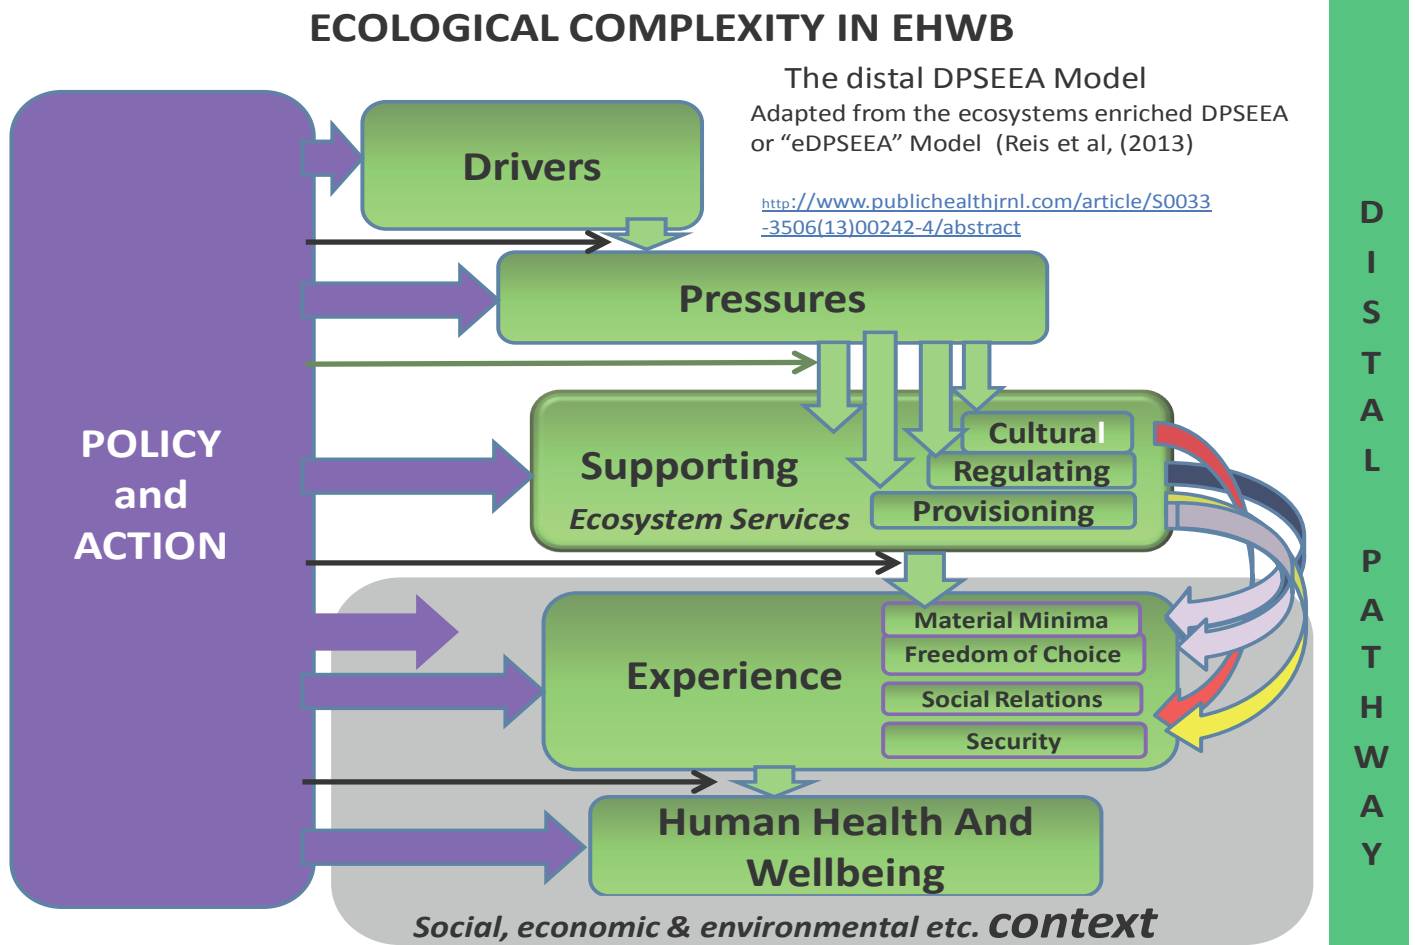 ECOLOGICAL COMPLEXITY IN EHWB
The distal DPSEEA Model
Adapted from the ecosystems enriched DPSEEA
or “eDPSEEA” Model (Reis et al, (2013)
http://www.publichealthjrnl.com/article/S0033
-3506(13)00242-4/abstract
Drivers
Pressures
POLICY
and
ACTION
Cultural
Supporting
Regulating
Ecosystem Services
Provisioning
Material Minima
Freedom of Choice
Experience
Social Relations
Security
Human Health And
Wellbeing
Social, economic & environmental etc. context
DISTAL PATHWAY